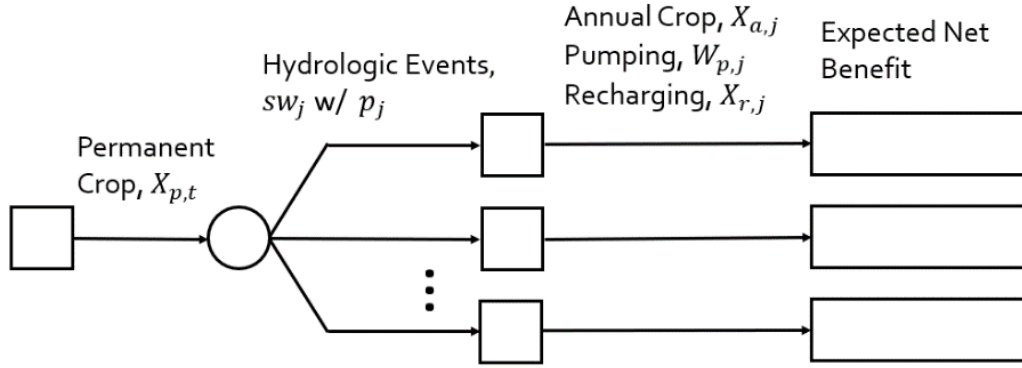 Permanent
Crop, X_{p,t}
Hydrologic Events,
sw_j w/ p_j
Annual Crop, X_{a,j}
Pumping, W_{p,j}
Recharging, X_{r,j}
Expected Net
Benefit